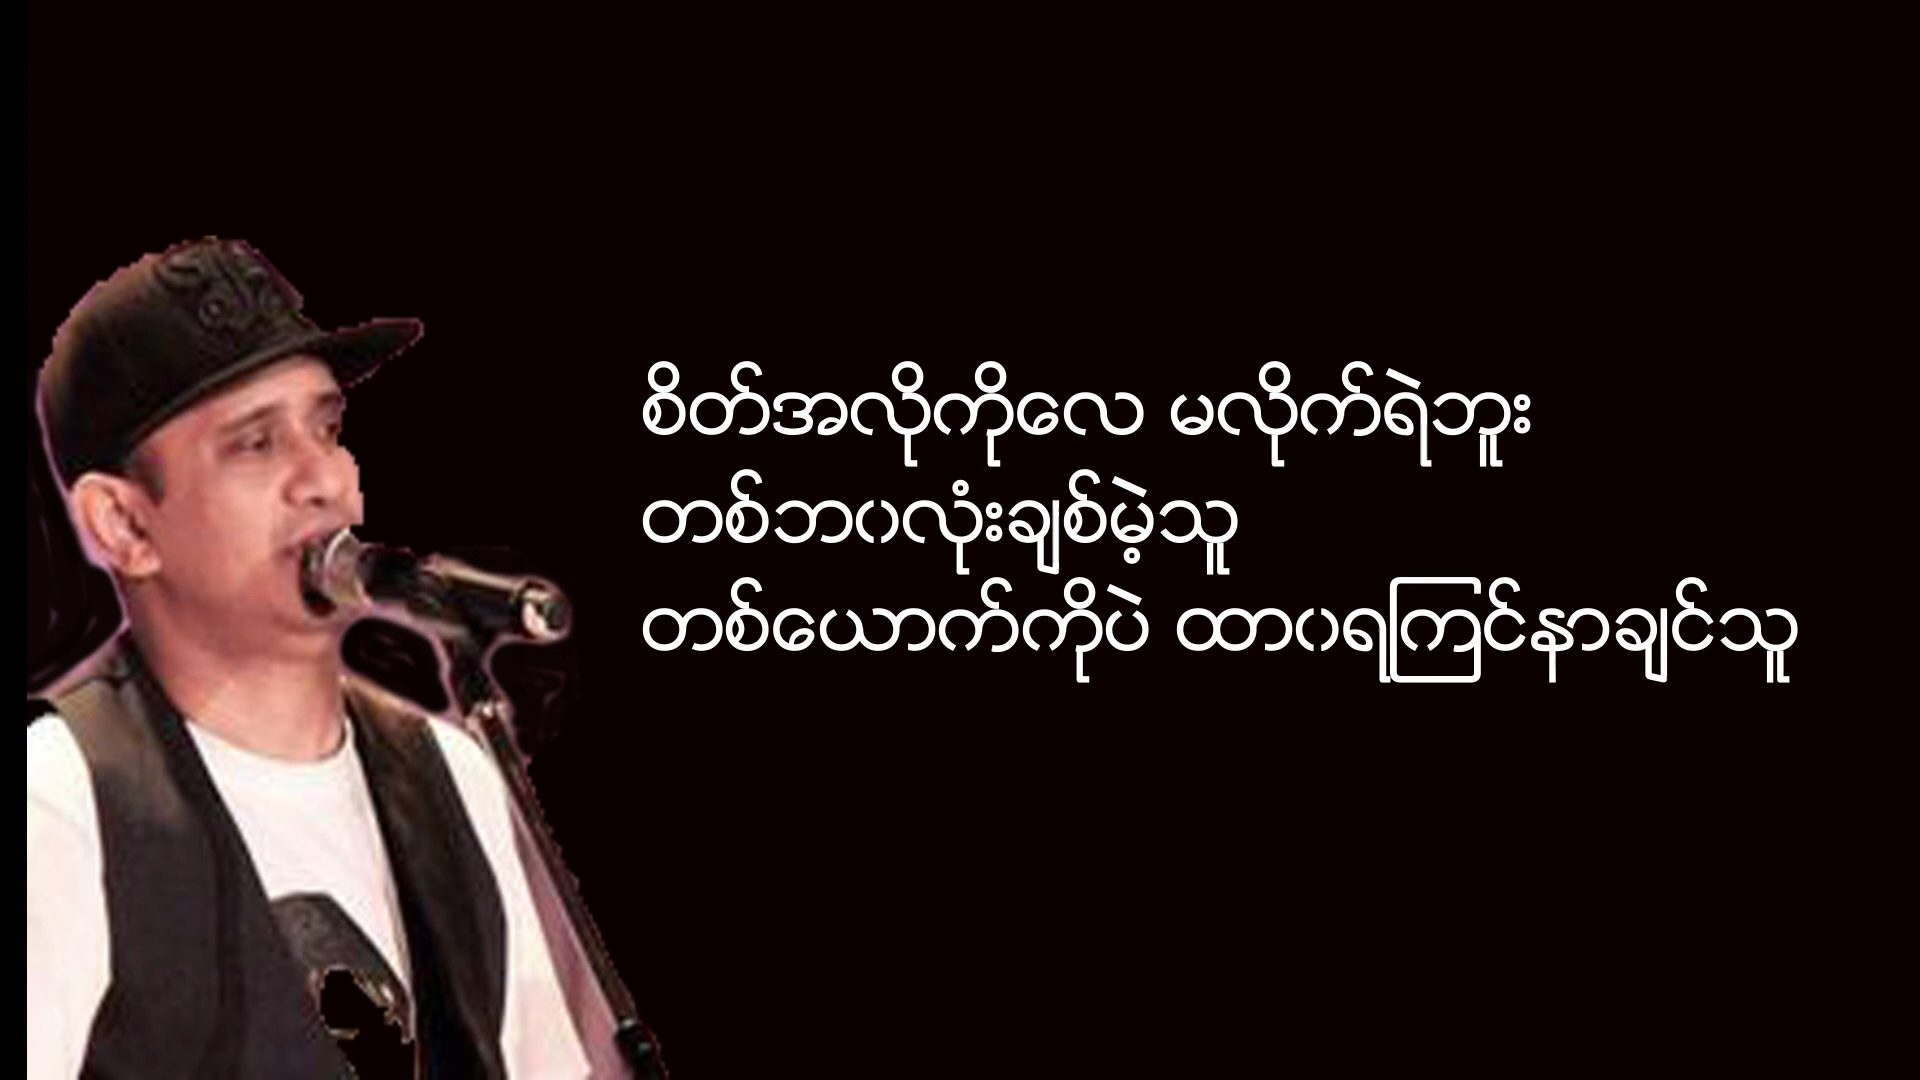 စိတ်အလိုကိုလေ မလိုက်ရဲဘူး
တစ်ဘဝလုံးချစ်မဲ့သူ
တစ်ယောက်ကိုပဲ ထာဝရကြင်နာချင်သူ